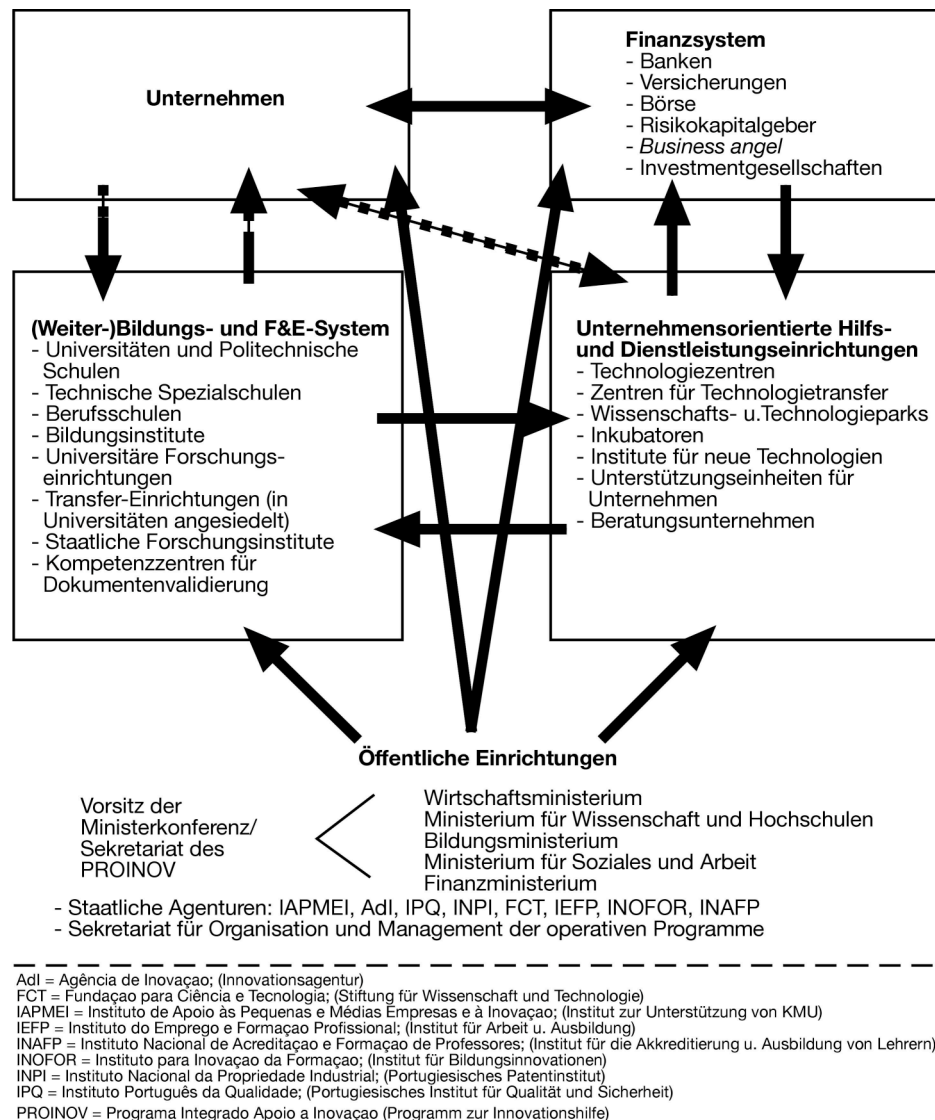 Unternehmen
Finanzsystem
- Banken
- Versicherungen
- Börse
- Risikokapitalgeber
- Business angel
- Investmentgesellschaften
(Weiter-)Bildungs- und F&E-System
- Universitäten und Politechnische
Schulen
- Technische Spezialschulen
- Berufsschulen
- Bildungsinstitute
- Universitäre Forschungs-
einrichtungen
- Transfer-Einrichtungen (in
Universitäten angesiedelt)
- Staatliche Forschungsinstitute
- Kompetenzzentren für
Dokumentenvalidierung
Unternehmensorientierte Hilfs-
und Dienstleistungseinrichtungen
- Technologiezentren
- Zentren für Technologietransfer
- Wissenschafts- u.Technologieparks
- Inkubatoren
- Institute für neue Technologien
- Unterstützungseinheiten für
Unternehmen
- Beratungsunternehmen
Öffentliche Einrichtungen
Vorsitz der
Ministerkonferenz/
Sekretariat des
PROINOV
Wirtschaftsministerium
Ministerium für Wissenschaft und Hochschulen
Bildungsministerium
Ministerium für Soziales und Arbeit
Finanzministerium
- Staatliche Agenturen: IAPMEI, AdI, IPQ, INPI, FCT, IEFP, INOFOR, INAFP
- Sekretariat für Organisation und Management der operativen Programme
AdI = Agência de Inovaçao; (Innovationsagentur)
FCT = Fundaçao para Ciência e Tecnologia; (Stiftung für Wissenschaft und Technologie)
IAPMEI = Instituto de Apoio às Pequenas e Médias Empresas e à Inovaçao; (Institut zur Unterstützung von KMU)
IEFP = Instituto do Emprego e Formaçao Profissional; (Institut für Arbeit u. Ausbildung)
INAFP = Instituto Nacional de Acreditaçao e Formaçao de Professores; (Institut für die Akkreditierung u. Ausbildung von Lehrern)
INOFOR = Instituto para Inovaçao da Formaçao; (Institut für Bildungsinnovationen)
INPI = Instituto Nacional da Propriedade Industrial; (Portugiesisches Patentinstitut)
IPQ = Instituto Português da Qualidade; (Portugiesisches Institut für Qualität und Sicherheit)
PROINOV = Programa Integrado Apoio a Inovaçao (Programm zur Innovationshilfe)